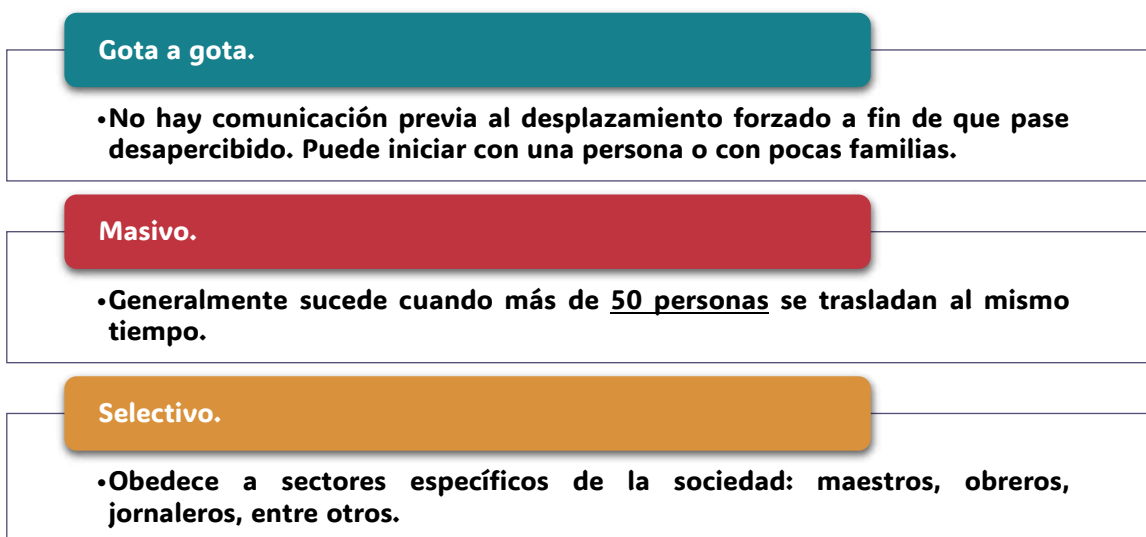 Gota a gota.
•No hay comunicación previa al desplazamiento forzado a fin de que pase
desapercibido. Puede iniciar con una persona o con pocas familias.
Masivo.
•Generalmente sucede cuando más de 50 personas se trasladan al mismo
tiempo.
Selectivo.
•Obedece a sectores específicos de la sociedad: maestros, obreros,
jornaleros, entre otros.